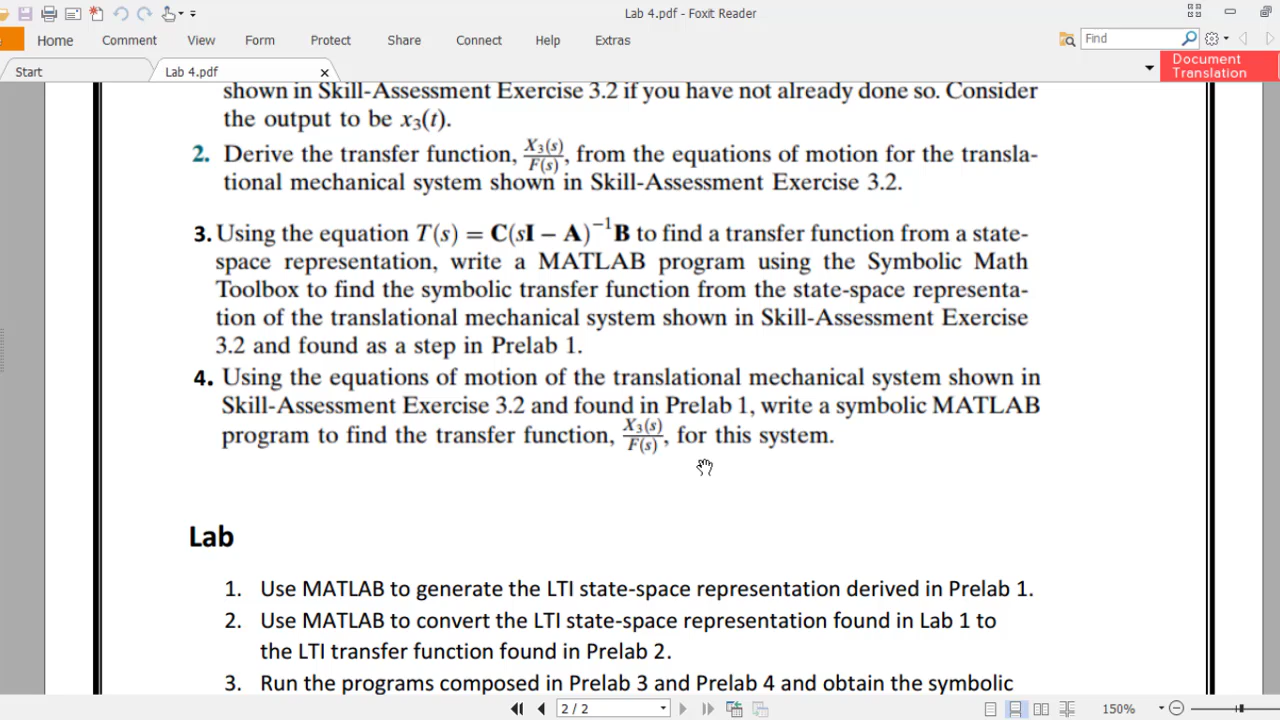 Lab 4.pdf - Foxit Reader
Home Comment View Form Protect Share Connect Help Extras
Find
Start
Lab 4.pdf
Document
Translation
shown in Skill-Assessment Exercise 3.2 if you have not already done so. Consider
the output to be x₃(t).
2. Derive the transfer function, X₃(s)/F(s), from the equations of motion for the transla-
tional mechanical system shown in Skill-Assessment Exercise 3.2.
3. Using the equation T(s) = C(sI − A)⁻¹B to find a transfer function from a state-
space representation, write a MATLAB program using the Symbolic Math
Toolbox to find the symbolic transfer function from the state-space representa-
tion of the translational mechanical system shown in Skill-Assessment Exercise
3.2 and found as a step in Prelab 1.
4. Using the equations of motion of the translational mechanical system shown in
Skill-Assessment Exercise 3.2 and found in Prelab 1, write a symbolic MATLAB
program to find the transfer function, X₃(s)/F(s), for this system.
Lab
1. Use MATLAB to generate the LTI state-space representation derived in Prelab 1.
2. Use MATLAB to convert the LTI state-space representation found in Lab 1 to
the LTI transfer function found in Prelab 2.
3. Run the programs composed in Prelab 3 and Prelab 4 and obtain the symbolic
2 / 2
150%